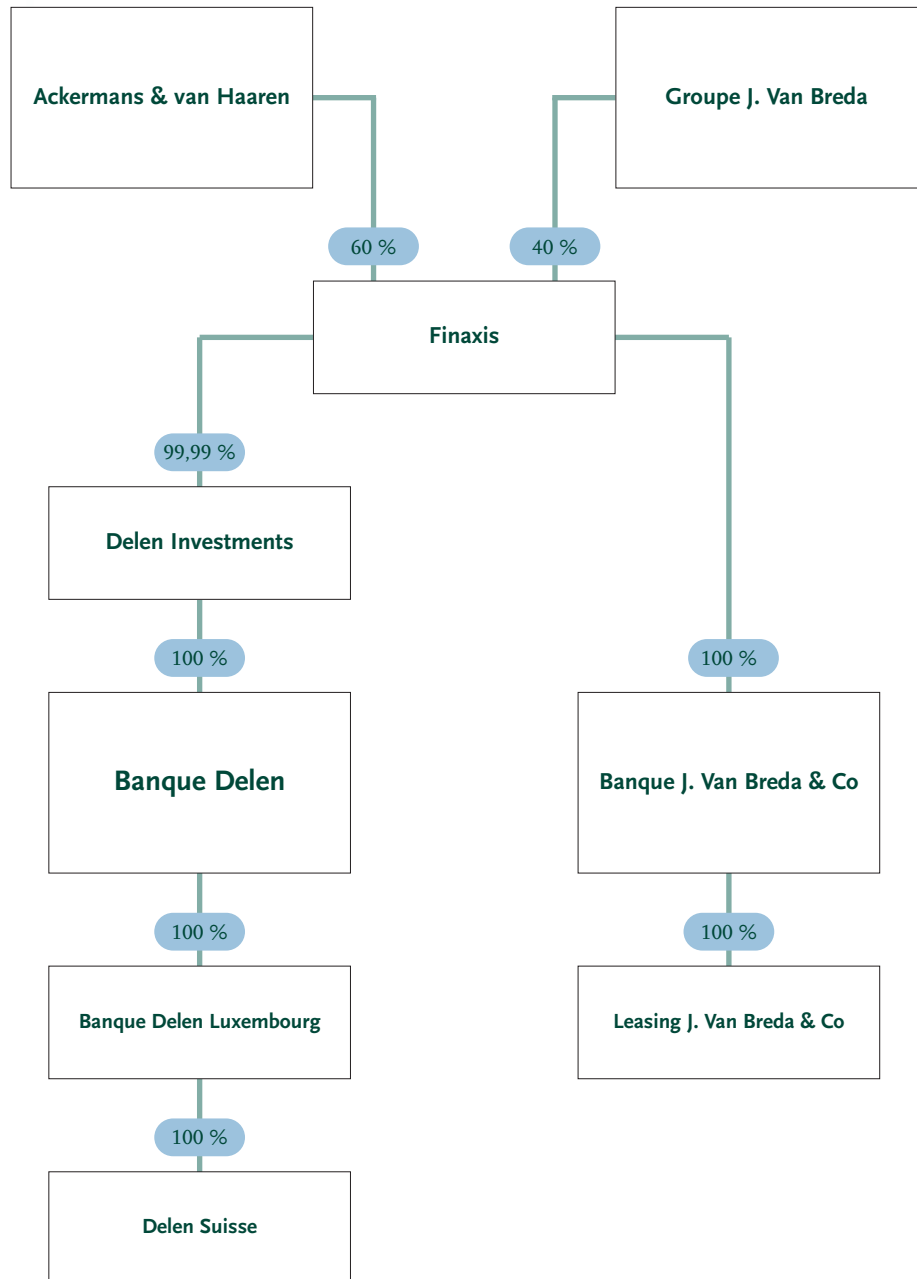 Ackermans & van Haaren
Groupe J. Van Breda
60 %
40 %
Finaxis
99,99 %
Delen Investments
100 %
100 %
Banque Delen
Banque J. Van Breda & Co
100 %
100 %
Banque Delen Luxembourg
Leasing J. Van Breda & Co
100 %
Delen Suisse